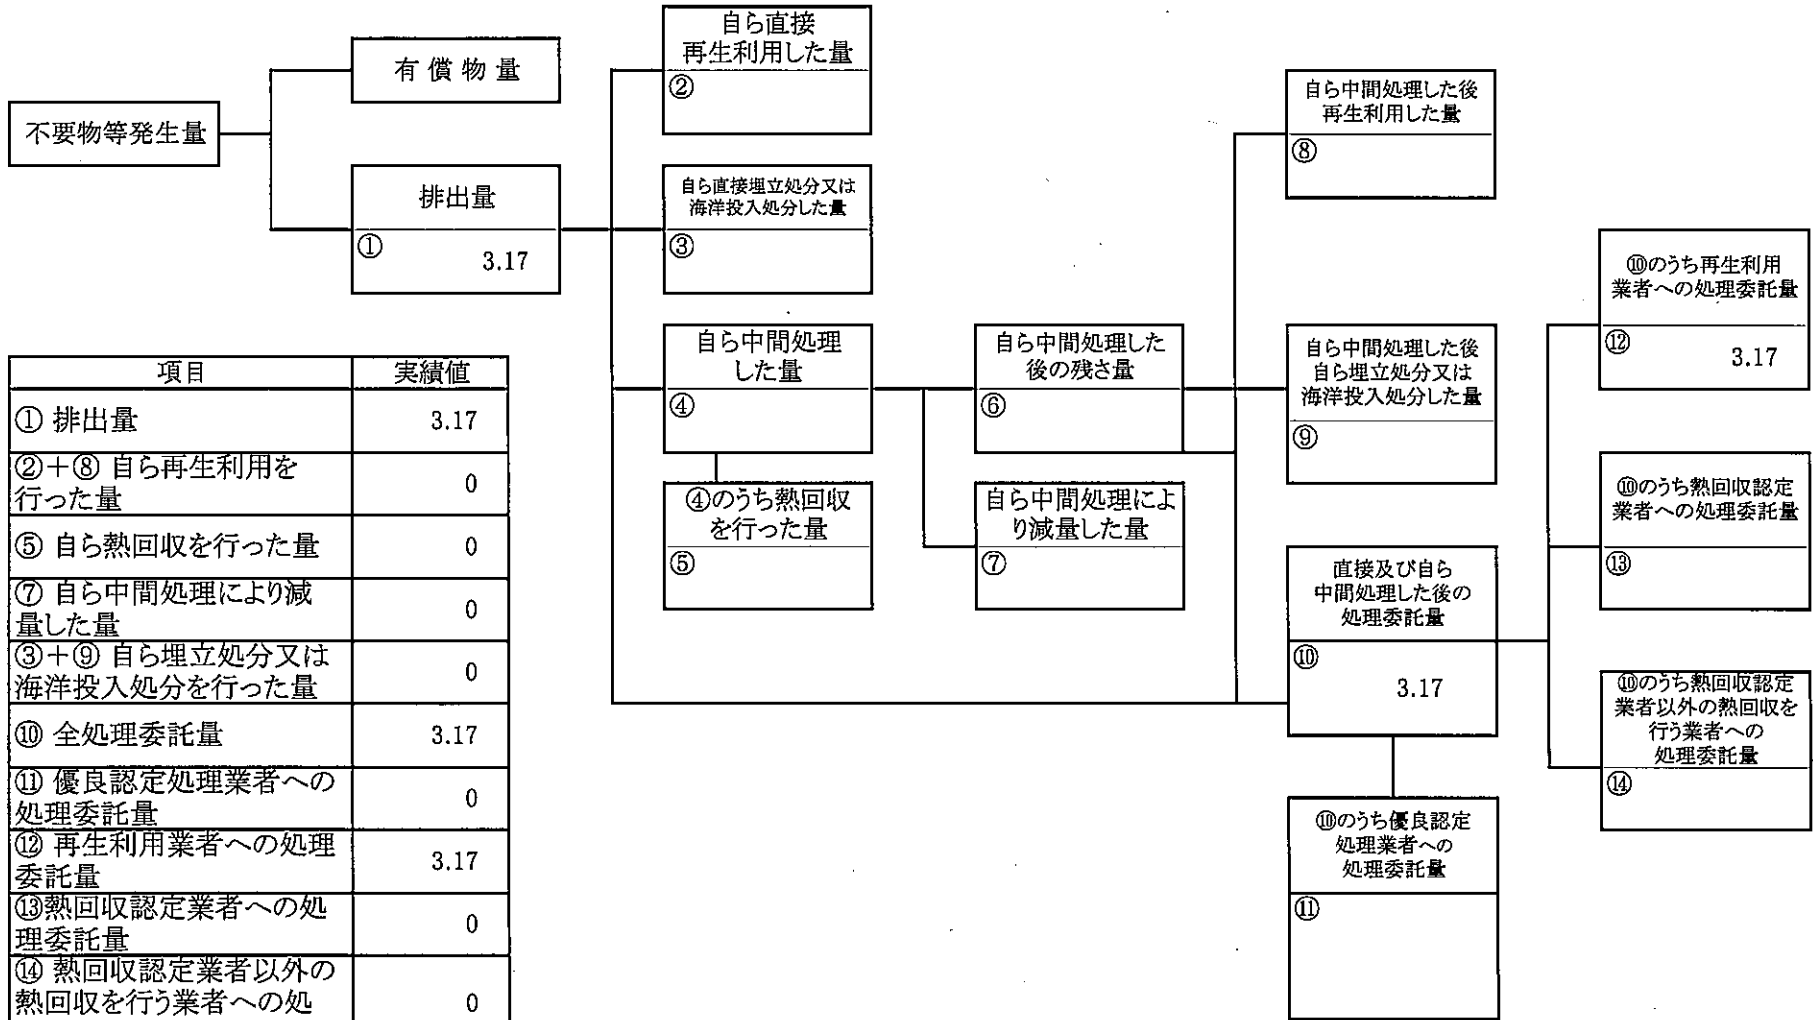 不要物等発生量
有償物量
排出量
①
3.17
自ら直接
再生利用した量
②
自ら直接埋立処分又は
海洋投入処分した量
③
自ら中間処理
した量
④
④のうち熱回収
を行った量
⑤
自ら中間処理した
後の残さ量
⑥
自ら中間処理によ
り減量した量
⑦
自ら中間処理した後
再生利用した量
⑧
自ら中間処理した後
自ら埋立処分又は
海洋投入処分した量
⑨
直接及び自ら
中間処理した後の
処理委託量
⑩
3.17
⑩のうち優良認定
処理業者への
処理委託量
⑪
⑩のうち再生利用
業者への処理委託量
⑫
3.17
⑩のうち熱回収認定
業者への処理委託量
⑬
⑩のうち熱回収認定
業者以外の熱回収を
行う業者への
処理委託量
⑭
項目 実績値
① 排出量 3.17
②+⑧ 自ら再生利用を
行った量 0
⑤ 自ら熱回収を行った量 0
⑦ 自ら中間処理により減
量した量 0
③+⑨ 自ら埋立処分又は
海洋投入処分を行った量 0
⑩ 全処理委託量 3.17
⑪ 優良認定処理業者への
処理委託量 0
⑫ 再生利用業者への処理
委託量 3.17
⑬熱回収認定業者への処
理委託量 0
⑭ 熱回収認定業者以外の
熱回収を行う業者への処 0